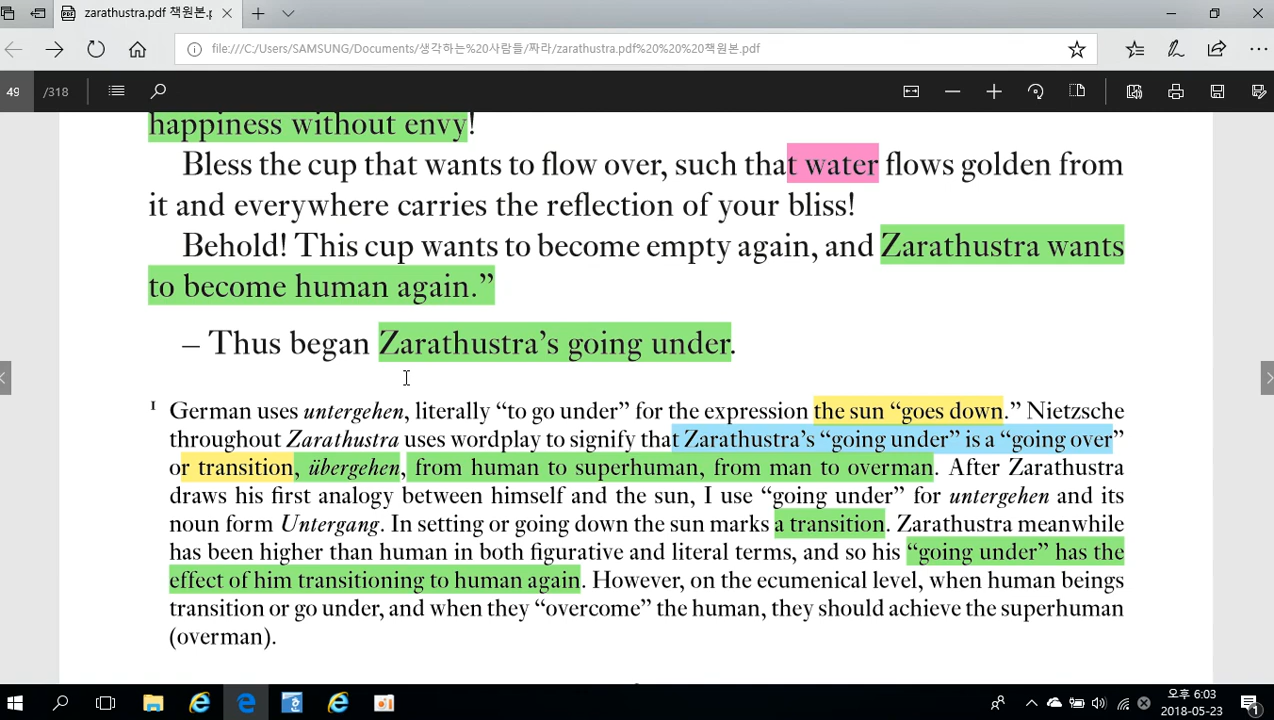 zarathustra.pdf 책원본.p
file:///C:/Users/SAMSUNG/Documents/생각하는%20사람들/짜라/zarathustra.pdf%20%20%20책원본.pdf
49 /318
happiness without envy!
Bless the cup that wants to flow over, such that water flows golden from
it and everywhere carries the reflection of your bliss!
Behold! This cup wants to become empty again, and Zarathustra wants
to become human again.”
– Thus began Zarathustra’s going under.
1 German uses untergehen, literally “to go under” for the expression the sun “goes down.” Nietzsche
throughout Zarathustra uses wordplay to signify that Zarathustra’s “going under” is a “going over”
or transition, übergehen, from human to superhuman, from man to overman. After Zarathustra
draws his first analogy between himself and the sun, I use “going under” for untergehen and its
noun form Untergang. In setting or going down the sun marks a transition. Zarathustra meanwhile
has been higher than human in both figurative and literal terms, and so his “going under” has the
effect of him transitioning to human again. However, on the ecumenical level, when human beings
transition or go under, and when they “overcome” the human, they should achieve the superhuman
(overman).
오후 6:03
2018-05-23
1